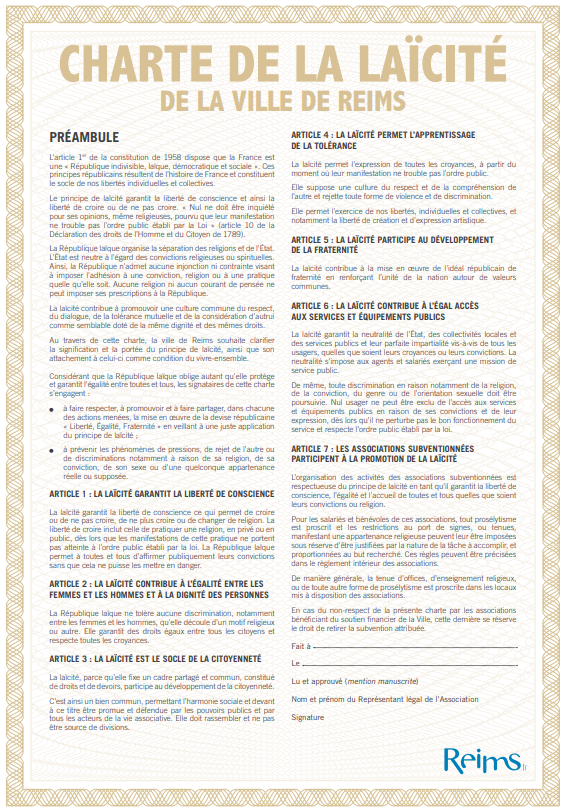 CHARTE DE LA LAÏCITÉ
DE LA VILLE DE REIMS
PRÉAMBULE
L'article 1er de la constitution de 1958 dispose que la France est
une « République indivisible, laïque, démocratique et sociale ». Ces
principes républicains résultent de l'histoire de France et constituent
le socle de nos libertés individuelles et collectives.
Le principe de laïcité garantit la liberté de conscience et ainsi la
liberté de croire ou de ne pas croire. « Nul ne doit être inquiété
pour ses opinions, même religieuses, pourvu que leur manifestation
ne trouble pas l'ordre public établi par la Loi » (article 10 de la
Déclaration des droits de l'Homme et du Citoyen de 1789).
La République laïque organise la séparation des religions et de l'État.
L'État est neutre à l'égard des convictions religieuses ou spirituelles.
Ainsi, la République n'admet aucune injonction ni contrainte visant
à imposer l'adhésion à une conviction, religion ou à une pratique
quelle qu'elle soit. Aucune religion ni aucun courant de pensée ne
peut imposer ses prescriptions à la République.
La laïcité contribue à promouvoir une culture commune du respect,
du dialogue, de la tolérance mutuelle et de la considération d'autrui
comme semblable doté de la même dignité et des mêmes droits.
Au travers de cette charte, la ville de Reims souhaite clarifier
la signification et la portée du principe de laïcité, ainsi que son
attachement à celui-ci comme condition du vivre-ensemble.
Considérant que la République laïque oblige autant qu'elle protège
et garantit l'égalité entre toutes et tous, les signataires de cette charte
s'engagent :
● à faire respecter, à promouvoir et à faire partager, dans chacune
des actions menées, la mise en œuvre de la devise républicaine
« Liberté, Égalité, Fraternité » en veillant à une juste application
du principe de laïcité ;
● à prévenir les phénomènes de pressions, de rejet de l'autre ou
de discriminations notamment à raison de sa religion, de sa
conviction, de son sexe ou d'une quelconque appartenance
réelle ou supposée.
ARTICLE 1 : LA LAÏCITÉ GARANTIT LA LIBERTÉ DE CONSCIENCE
La laïcité garantit la liberté de conscience ce qui permet de croire
ou de ne pas croire, de ne plus croire ou de changer de religion. La
liberté de croire inclut celle de pratiquer une religion, en privé ou en
public, dès lors que les manifestations de cette pratique ne portent
pas atteinte à l'ordre public établi par la loi. La République laïque
permet à toutes et tous d'affirmer publiquement leurs convictions
sans que cela ne puisse les mettre en danger.
ARTICLE 2 : LA LAÏCITÉ CONTRIBUE À L'ÉGALITÉ ENTRE LES
FEMMES ET LES HOMMES ET À LA DIGNITÉ DES PERSONNES
La République laïque ne tolère aucune discrimination, notamment
entre les femmes et les hommes, qu'elle découle d'un motif religieux
ou autre. Elle garantit des droits égaux entre tous les citoyens et
respecte toutes les croyances.
ARTICLE 3 : LA LAÏCITÉ EST LE SOCLE DE LA CITOYENNETÉ
La laïcité, parce qu'elle fixe un cadre partagé et commun, constitué
de droits et de devoirs, participe au développement de la citoyenneté.
C'est ainsi un bien commun, permettant l'harmonie sociale et devant
à ce titre être promue et défendue par les pouvoirs publics et par
tous les acteurs de la vie associative. Elle doit rassembler et ne pas
être source de divisions.
ARTICLE 4 : LA LAÏCITÉ PERMET L'APPRENTISSAGE
DE LA TOLÉRANCE
La laïcité permet l'expression de toutes les croyances, à partir du
moment où leur manifestation ne trouble pas l'ordre public.
Elle suppose une culture du respect et de la compréhension de
l'autre et rejette toute forme de violence et de discrimination.
Elle permet l'exercice de nos libertés, individuelles et collectives, et
notamment la liberté de création et d'expression artistique.
ARTICLE 5 : LA LAÏCITÉ PARTICIPE AU DÉVELOPPEMENT
DE LA FRATERNITÉ
La laïcité contribue à la mise en œuvre de l'idéal républicain de
fraternité en renforçant l'unité de la nation autour de valeurs
communes.
ARTICLE 6 : LA LAÏCITÉ CONTRIBUE À L'ÉGAL ACCÈS
AUX SERVICES ET ÉQUIPEMENTS PUBLICS
La laïcité garantit la neutralité de l'État, des collectivités locales et
des services publics et leur parfaite impartialité vis-à-vis de tous les
usagers, quelles que soient leurs croyances ou leurs convictions. La
neutralité s'impose aux agents et salariés exerçant une mission de
service public.
De même, toute discrimination en raison notamment de la religion,
de la conviction, du genre ou de l'orientation sexuelle doit être
poursuivie. Nul usager ne peut être exclu de l'accès aux services
et équipements publics en raison de ses convictions et de leur
expression, dès lors qu'il ne perturbe pas le bon fonctionnement du
service et respecte l'ordre public établi par la loi.
ARTICLE 7 : LES ASSOCIATIONS SUBVENTIONNÉES
PARTICIPENT À LA PROMOTION DE LA LAÏCITÉ
L'organisation des activités des associations subventionnées est
respectueuse du principe de laïcité en tant qu'il garantit la liberté de
conscience, l'égalité et l'accueil de toutes et tous quelles que soient
leurs convictions ou religion.
Pour les salariés et bénévoles de ces associations, tout prosélytisme
est proscrit et les restrictions au port de signes, ou tenues,
manifestant une appartenance religieuse peuvent leur être imposées
sous réserve d'être justifiées par la nature de la tâche à accomplir, et
proportionnées au but recherché. Ces règles peuvent être précisées
dans le règlement intérieur des associations.
De manière générale, la tenue d'offices, d'enseignement religieux,
ou de toute autre forme de prosélytisme est proscrite dans les locaux
mis à disposition des associations.
En cas du non-respect de la présente charte par les associations
bénéficiant du soutien financier de la Ville, cette dernière se réserve
le droit de retirer la subvention attribuée.
Fait à
Le
Lu et approuvé (mention manuscrite)
Nom et prénom du Représentant légal de l'Association
Signature
Reims.fr